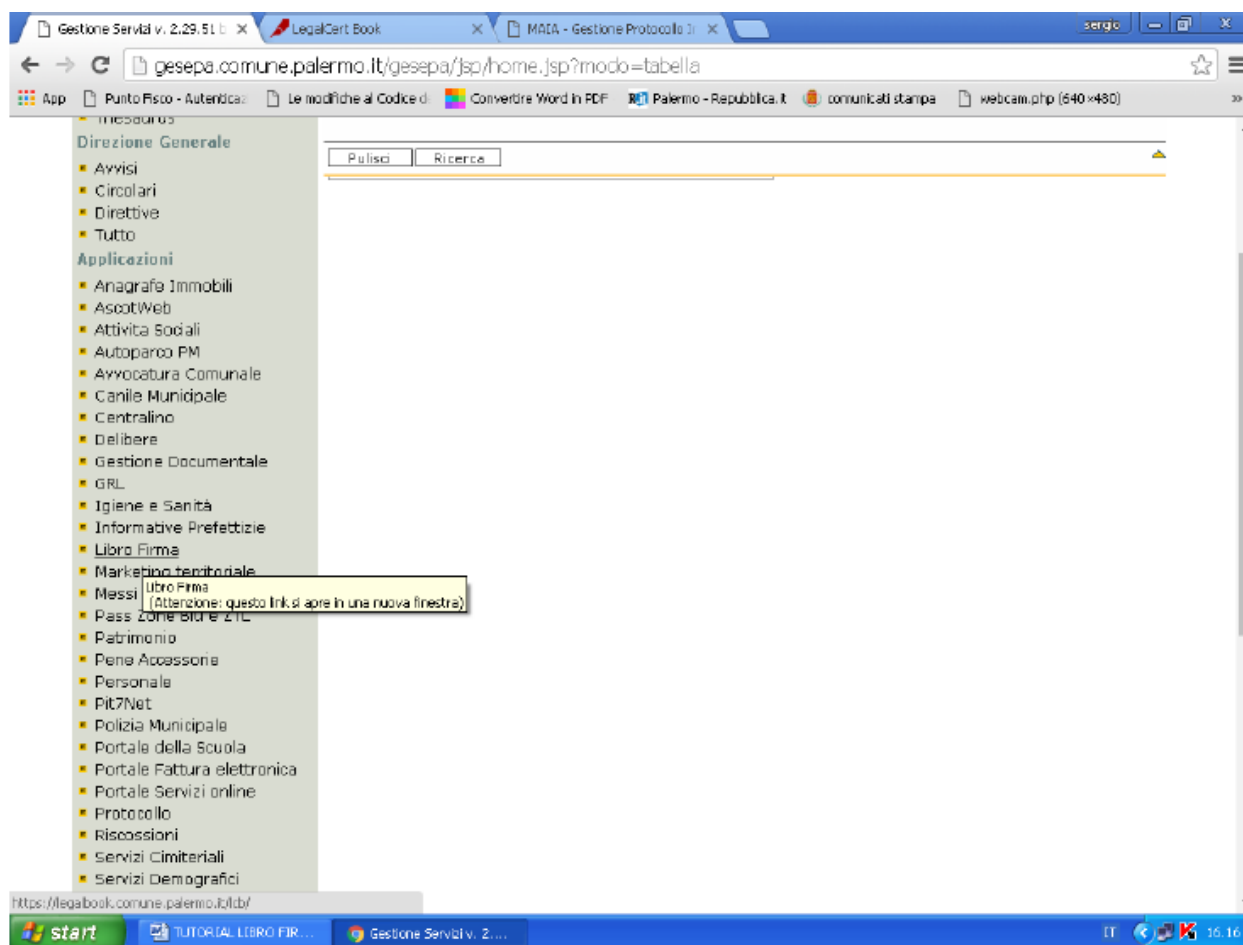 Gestione Servizi v. 2.29.51 b
LegalCert Book
MAIA - Gestione Protocollo I
sergio
gesepa.comune.palermo.it/gesepa/jsp/home.jsp?modo=tabella
App
Punto Fisco - Autenticaz
Le modifiche al Codice d
Convertire Word in PDF
Palermo - Repubblica.it
comunicati stampa
webcam.php (640×480)
Thesaurus
Direzione Generale
Pulisci
Ricerca
Avvisi
Circolari
Direttive
Tutto
Applicazioni
Anagrafe Immobili
AscotWeb
Attivita Sociali
Autoparco PM
Avvocatura Comunale
Canile Municipale
Centralino
Delibere
Gestione Documentale
GRL
Igiene e Sanità
Informative Prefettizie
Libro Firma
Marketing territoriale
Libro Firma
(Attenzione: questo link si apre in una nuova finestra)
Messi
Pass Zone Blu e ZTL
Patrimonio
Pene Accessorie
Personale
Pit7Net
Polizia Municipale
Portale della Scuola
Portale Fattura elettronica
Portale Servizi online
Protocollo
Riscossioni
Servizi Cimiteriali
Servizi Demografici
https://legalbook.comune.palermo.it/lcb/
start
TUTORIAL LIBRO FIR...
Gestione Servizi v. 2....
IT
16.16